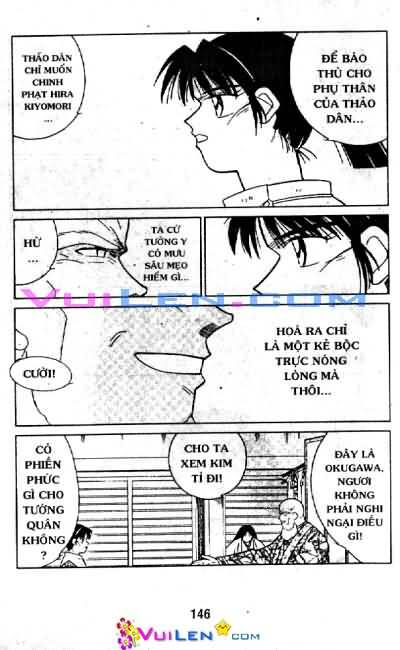 ĐỂ BÁO
THÙ CHO
PHỤ THÂN
CỦA THẢO
DÂN...
THẢO DÂN
CHỈ MUỐN
CHINH
PHẠT HIRA
KIYOMORI
...
TA CỨ
TƯỞNG Y
CÓ MƯU
SÂU MẸO
HIỂM GÌ...
HỪ
...
VuiLen.com
HOÁ RA CHỈ
LÀ MỘT KẺ BỘC
TRỰC NÓNG
LÒNG MÀ
THÔI...
CƯỜI!
ĐÂY LÀ
OKUGAWA.
NGƯƠI
KHÔNG
PHẢI NGHI
NGẠI ĐIỀU
GÌ!
CHO TA
XEM KIM
TỈ ĐI!
CÓ
PHIỀN
PHỨC
GÌ CHO
TƯỚNG
QUÂN
KHÔNG
?
146
VuiLen